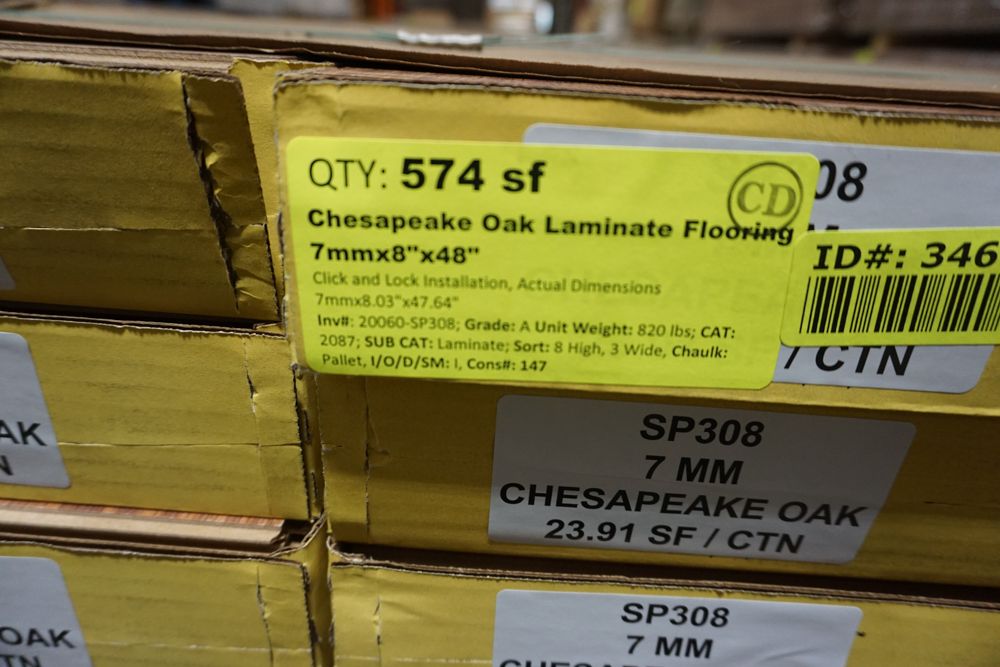 QTY: 574 sf
CD
08
Chesapeake Oak Laminate Flooring
7mmx8"x48"
Click and Lock Installation, Actual Dimensions
7mmx8.03"x47.64"
Inv#: 20060-SP308; Grade: A Unit Weight: 820 lbs; CAT:
2087; SUB CAT: Laminate; Sort: 8 High, 3 Wide, Chaulk:
Pallet, I/O/D/SM: I, Cons#: 147
ID#: 346
/ CTN
AK
N
SP308
7 MM
CHESAPEAKE OAK
23.91 SF / CTN
OAK
TN
SP308
7 MM